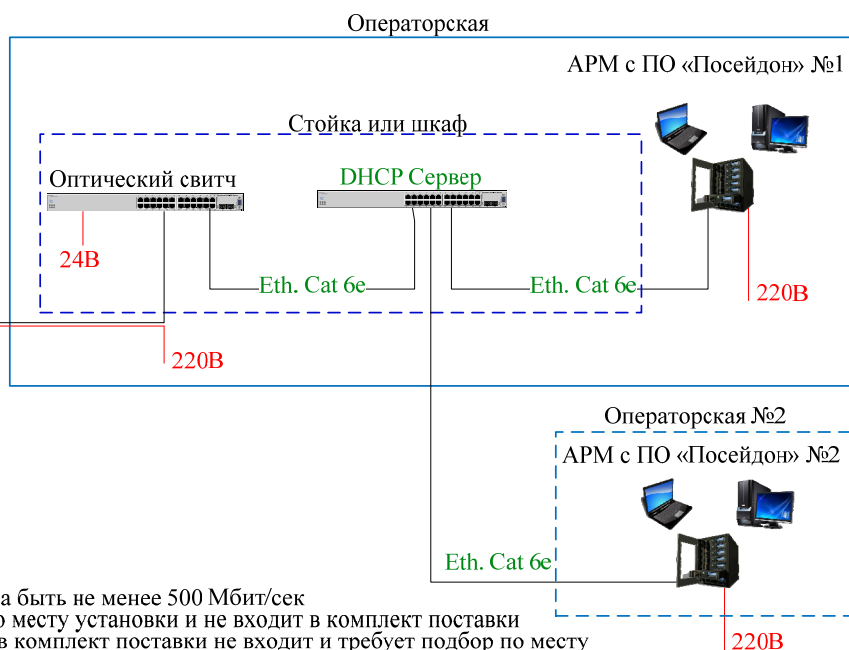 Операторская
АРМ с ПО «Посейдон» №1
Стойка или шкаф
Оптический свитч
DHCP Сервер
24В
Eth. Cat 6e
Eth. Cat 6e
220В
220В
Операторская №2
АРМ с ПО «Посейдон» №2
Eth. Cat 6e
а быть не менее 500 Мбит/сек
о месту установки и не входит в комплект поставки
в комплект поставки не входит и требует подбор по месту
220В